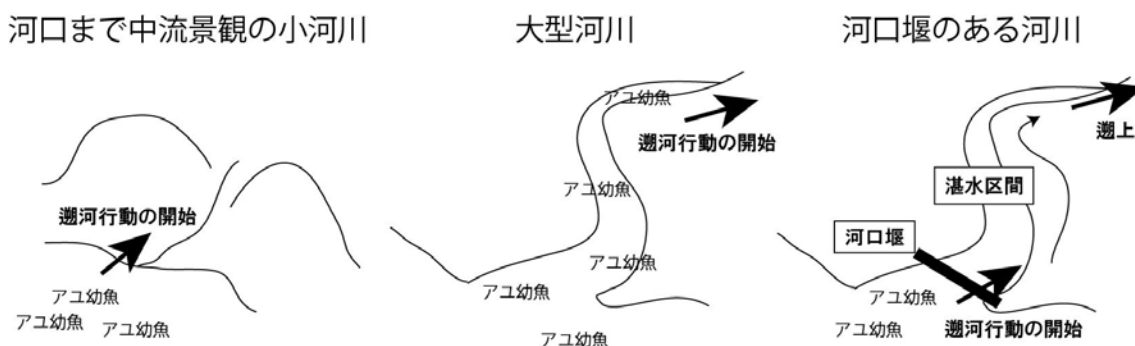 河口まで中流景観の小河川
遡河行動の開始
アユ幼魚
アユ幼魚
アユ幼魚
大型河川
アユ幼魚
遡河行動の開始
アユ幼魚
アユ幼魚
アユ幼魚
アユ幼魚
河口堰のある河川
遡上
湛水区間
河口堰
アユ幼魚
アユ幼魚
遡河行動の開始